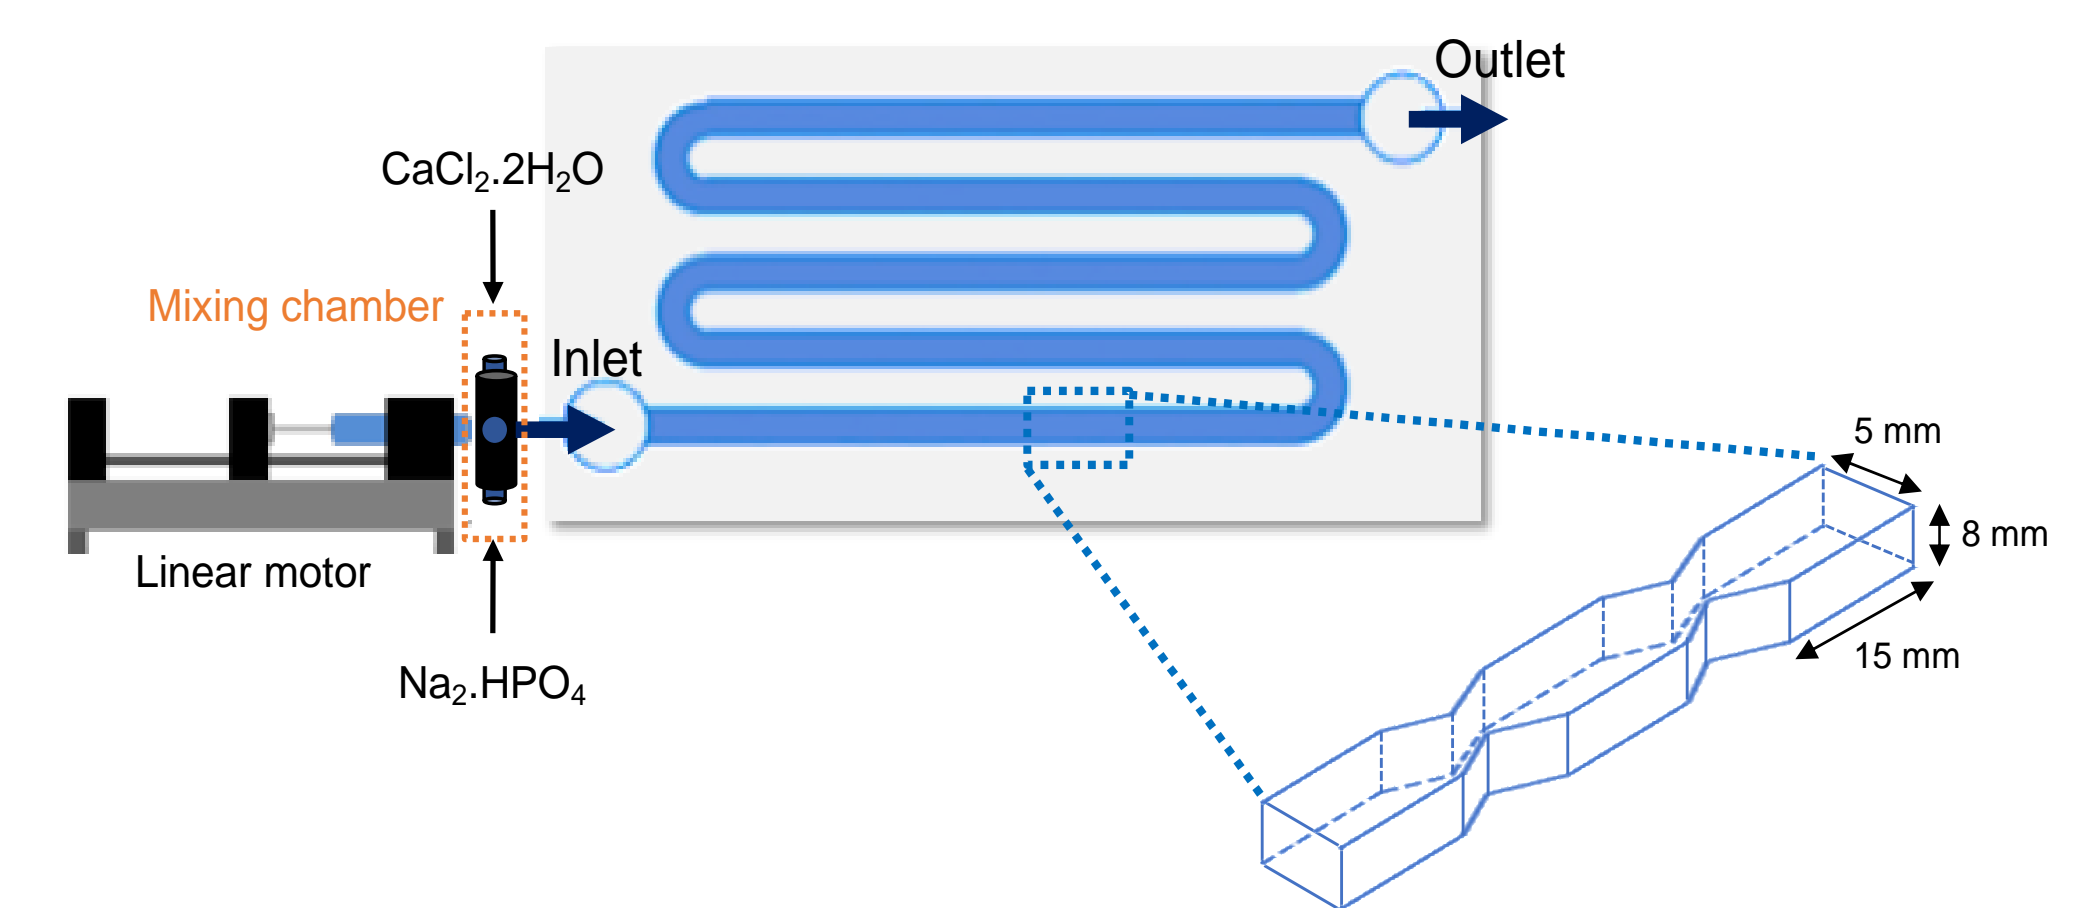 Outlet
CaCl₂.2H₂O
Mixing chamber
Inlet
5 mm
8 mm
Linear motor
15 mm
Na₂.HPO₄